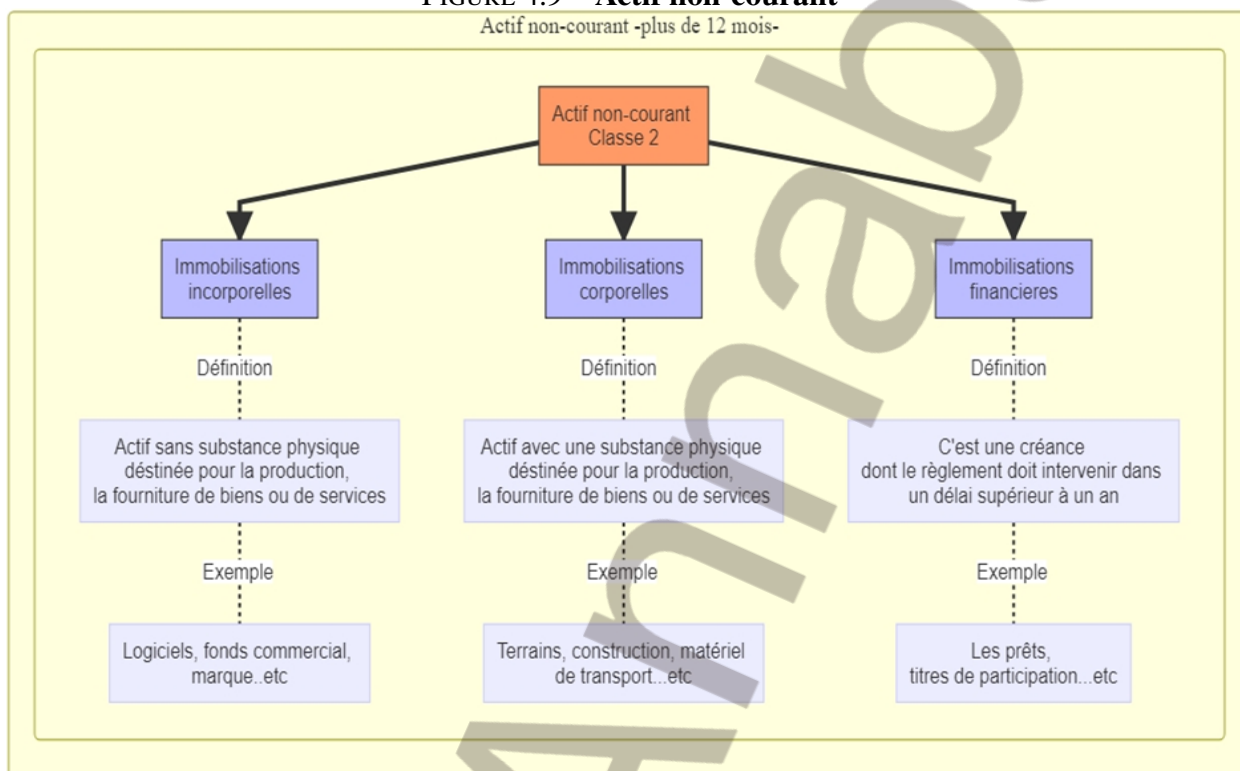 FIGURE 4.9 – Actif non-courant
Actif non-courant -plus de 12 mois-
Actif non-courant
Classe 2
Immobilisations
incorporelles
Immobilisations
corporelles
Immobilisations
financieres
Définition
Définition
Définition
Actif sans substance physique
déstinée pour la production,
la fourniture de biens ou de services
Actif avec une substance physique
déstinée pour la production,
la fourniture de biens ou de services
C'est une créance
dont le règlement doit intervenir dans
un délai supérieur à un an
Exemple
Exemple
Exemple
Logiciels, fonds commercial,
marque..etc
Terrains, construction, matériel
de transport...etc
Les prêts,
titres de participation...etc